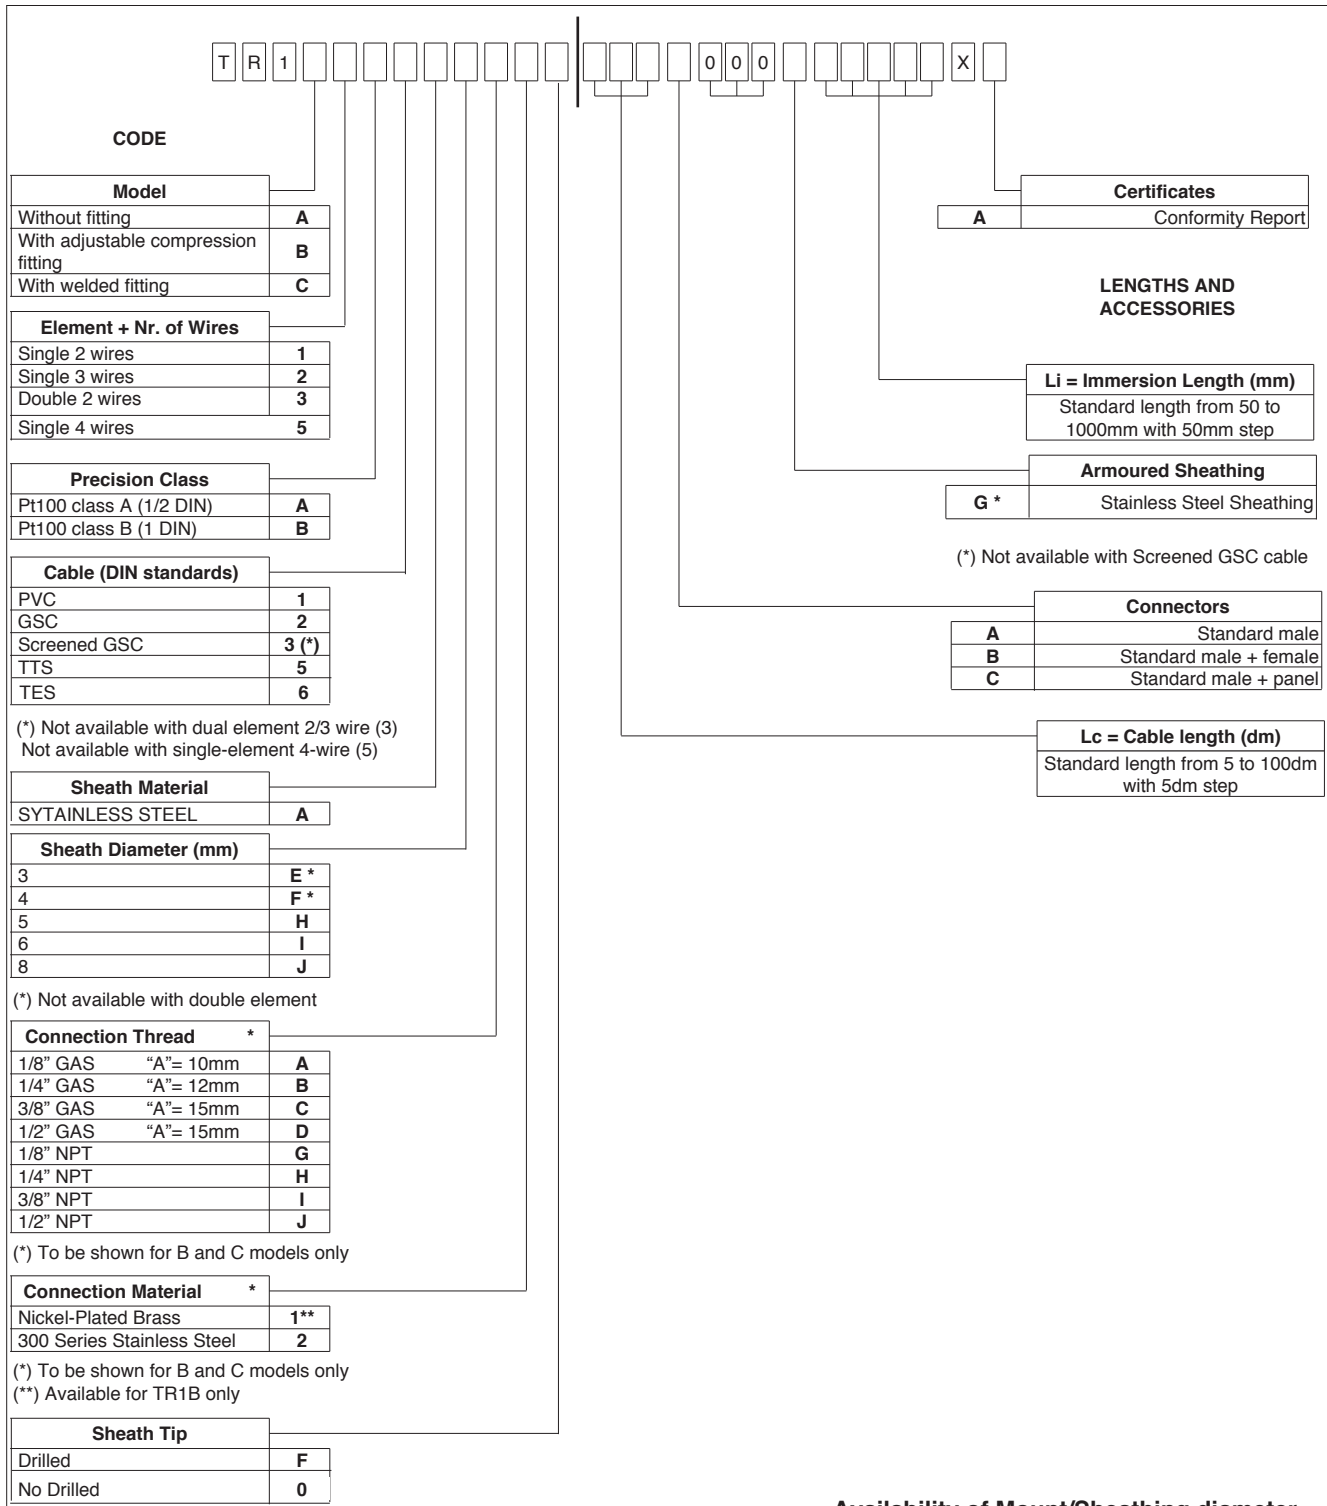 T R 1 0 0 0 X
CODE
Model
Without fitting A
With adjustable compression
fitting B
With welded fitting C
Element + Nr. of Wires
Single 2 wires 1
Single 3 wires 2
Double 2 wires 3
Single 4 wires 5
Precision Class
Pt100 class A (1/2 DIN) A
Pt100 class B (1 DIN) B
Cable (DIN standards)
PVC 1
GSC 2
Screened GSC 3 (*)
TTS 5
TES 6
(*) Not available with dual element 2/3 wire (3)
Not available with single-element 4-wire (5)
Sheath Material
SYTAINLESS STEEL A
Sheath Diameter (mm)
3 E *
4 F *
5 H
6 I
8 J
(*) Not available with double element
Connection Thread *
1/8” GAS “A”= 10mm A
1/4” GAS “A”= 12mm B
3/8” GAS “A”= 15mm C
1/2” GAS “A”= 15mm D
1/8” NPT G
1/4” NPT H
3/8” NPT I
1/2” NPT J
(*) To be shown for B and C models only
Connection Material *
Nickel-Plated Brass 1**
300 Series Stainless Steel 2
(*) To be shown for B and C models only
(**) Available for TR1B only
Sheath Tip
Drilled F
No Drilled 0
Certificates
A Conformity Report
LENGTHS AND
ACCESSORIES
Li = Immersion Length (mm)
Standard length from 50 to
1000mm with 50mm step
Armoured Sheathing
G * Stainless Steel Sheathing
(*) Not available with Screened GSC cable
Connectors
A Standard male
B Standard male + female
C Standard male + panel
Lc = Cable length (dm)
Standard length from 5 to 100dm
with 5dm step
Availability of Mount/Sheathing diameter